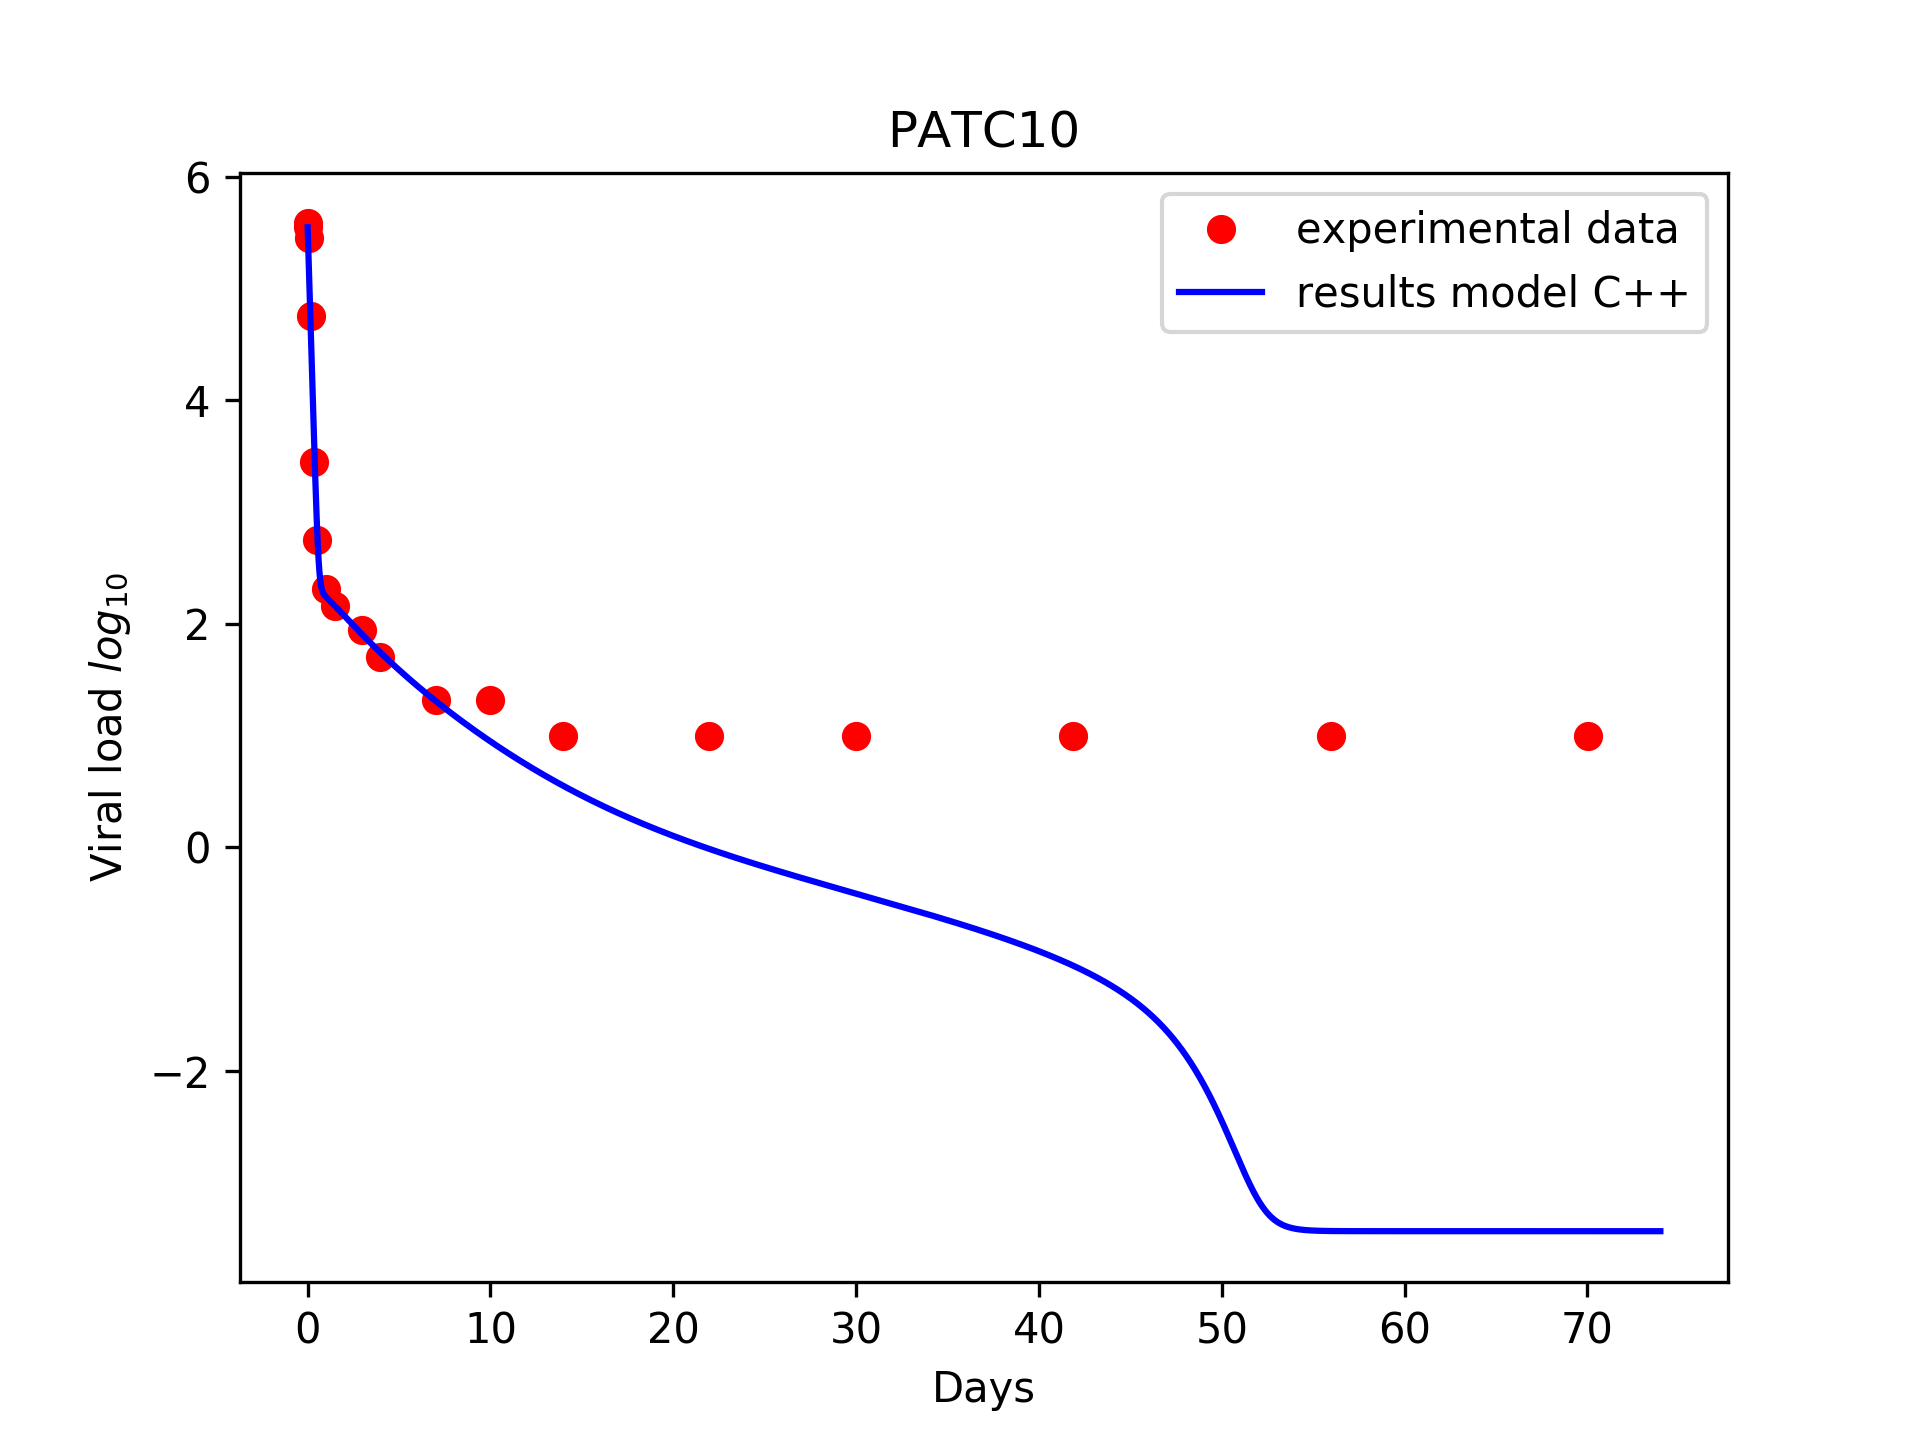 PATC10
experimental data
results model C++
6
4
2
0
−2
Viral load log₁₀
0 10 20 30 40 50 60 70
Days